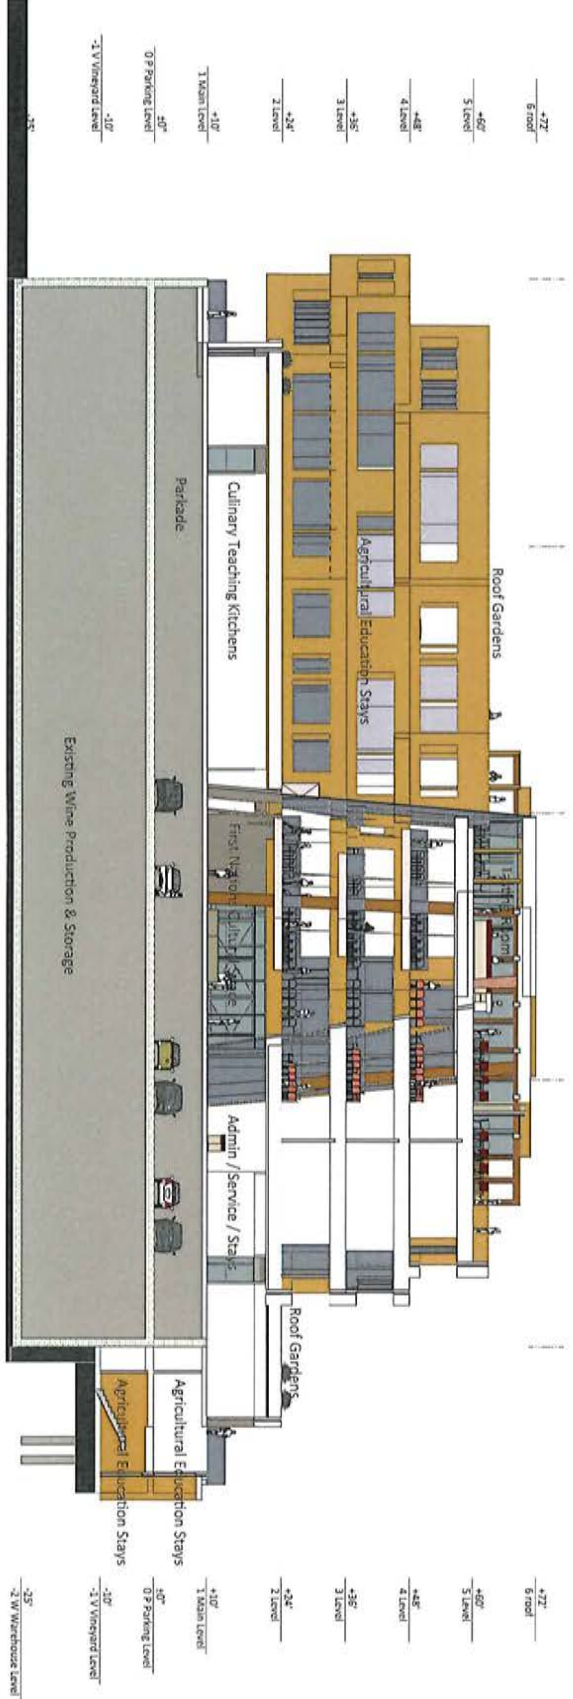 +72'
6 roof
+60'
5 Level
+48'
4 Level
+36'
3 Level
+24'
2 Level
+10'
1 Main Level
±0"
0 P Parking Level
-10'
-1 V Vineyard Level
-25'
Roof Gardens
Agricultural Education Stays
Culinary Teaching Kitchens
First Nations Cultural Space
Admin / Service / Stays
Roof Gardens
Parkade
Existing Wine Production & Storage
Agricultural Education Stays
Agricultural Education Stays
+72'
6 roof
+60'
5 Level
+48'
4 Level
+36'
3 Level
+24'
2 Level
+10'
1 Main Level
±0"
0 P Parking Level
-10'
-1 V Vineyard Level
-25'
-2 W Warehouse Level